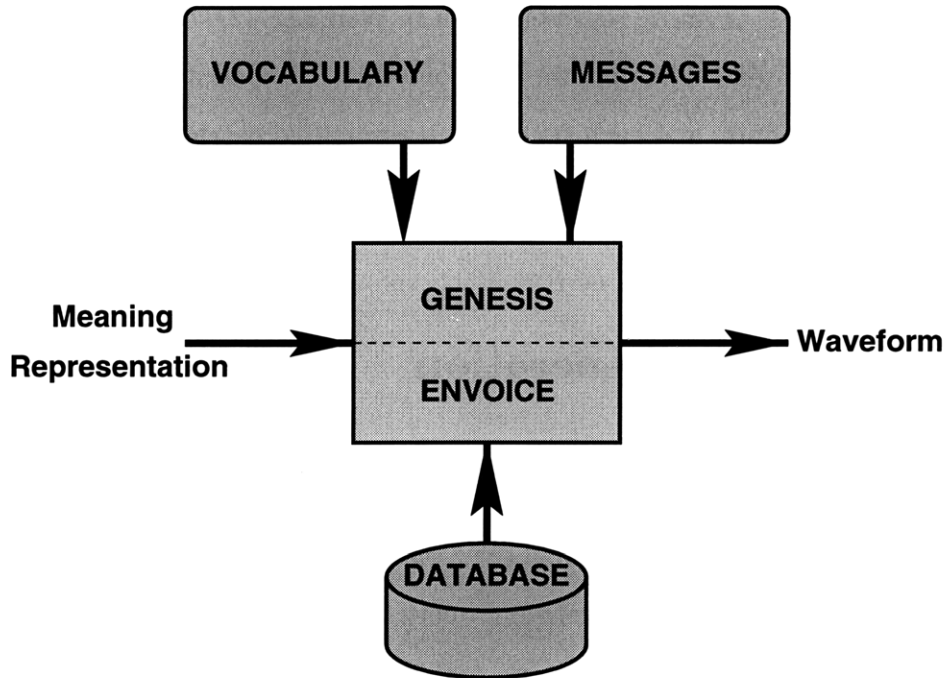 VOCABULARY
MESSAGES
GENESIS
Meaning
Representation
Waveform
ENVOICE
DATABASE